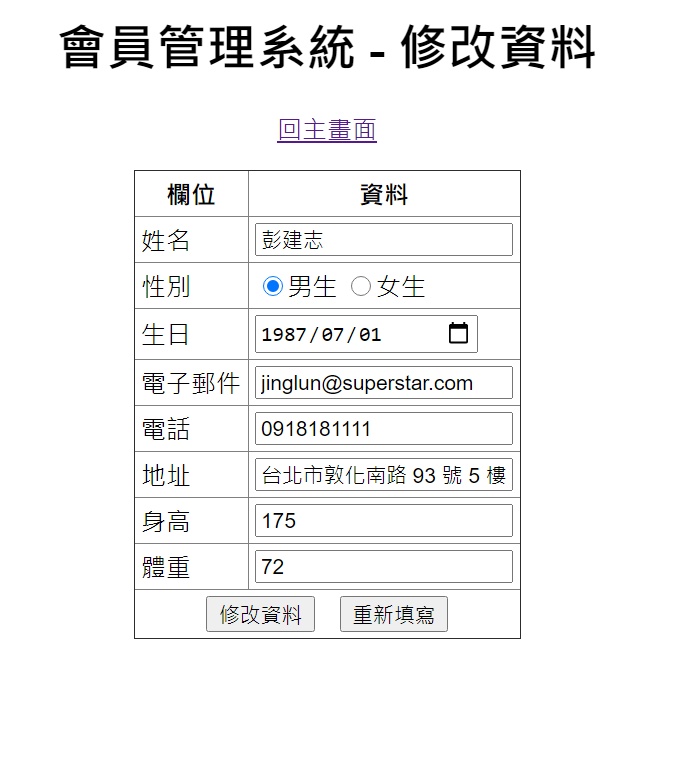 會員管理系統 - 修改資料
回主畫面
欄位 資料
姓名 彭建志
性別 男生 女生
生日 1987/07/01
電子郵件 jinglun@superstar.com
電話 0918181111
地址 台北市敦化南路 93 號 5 樓
身高 175
體重 72
修改資料 重新填寫